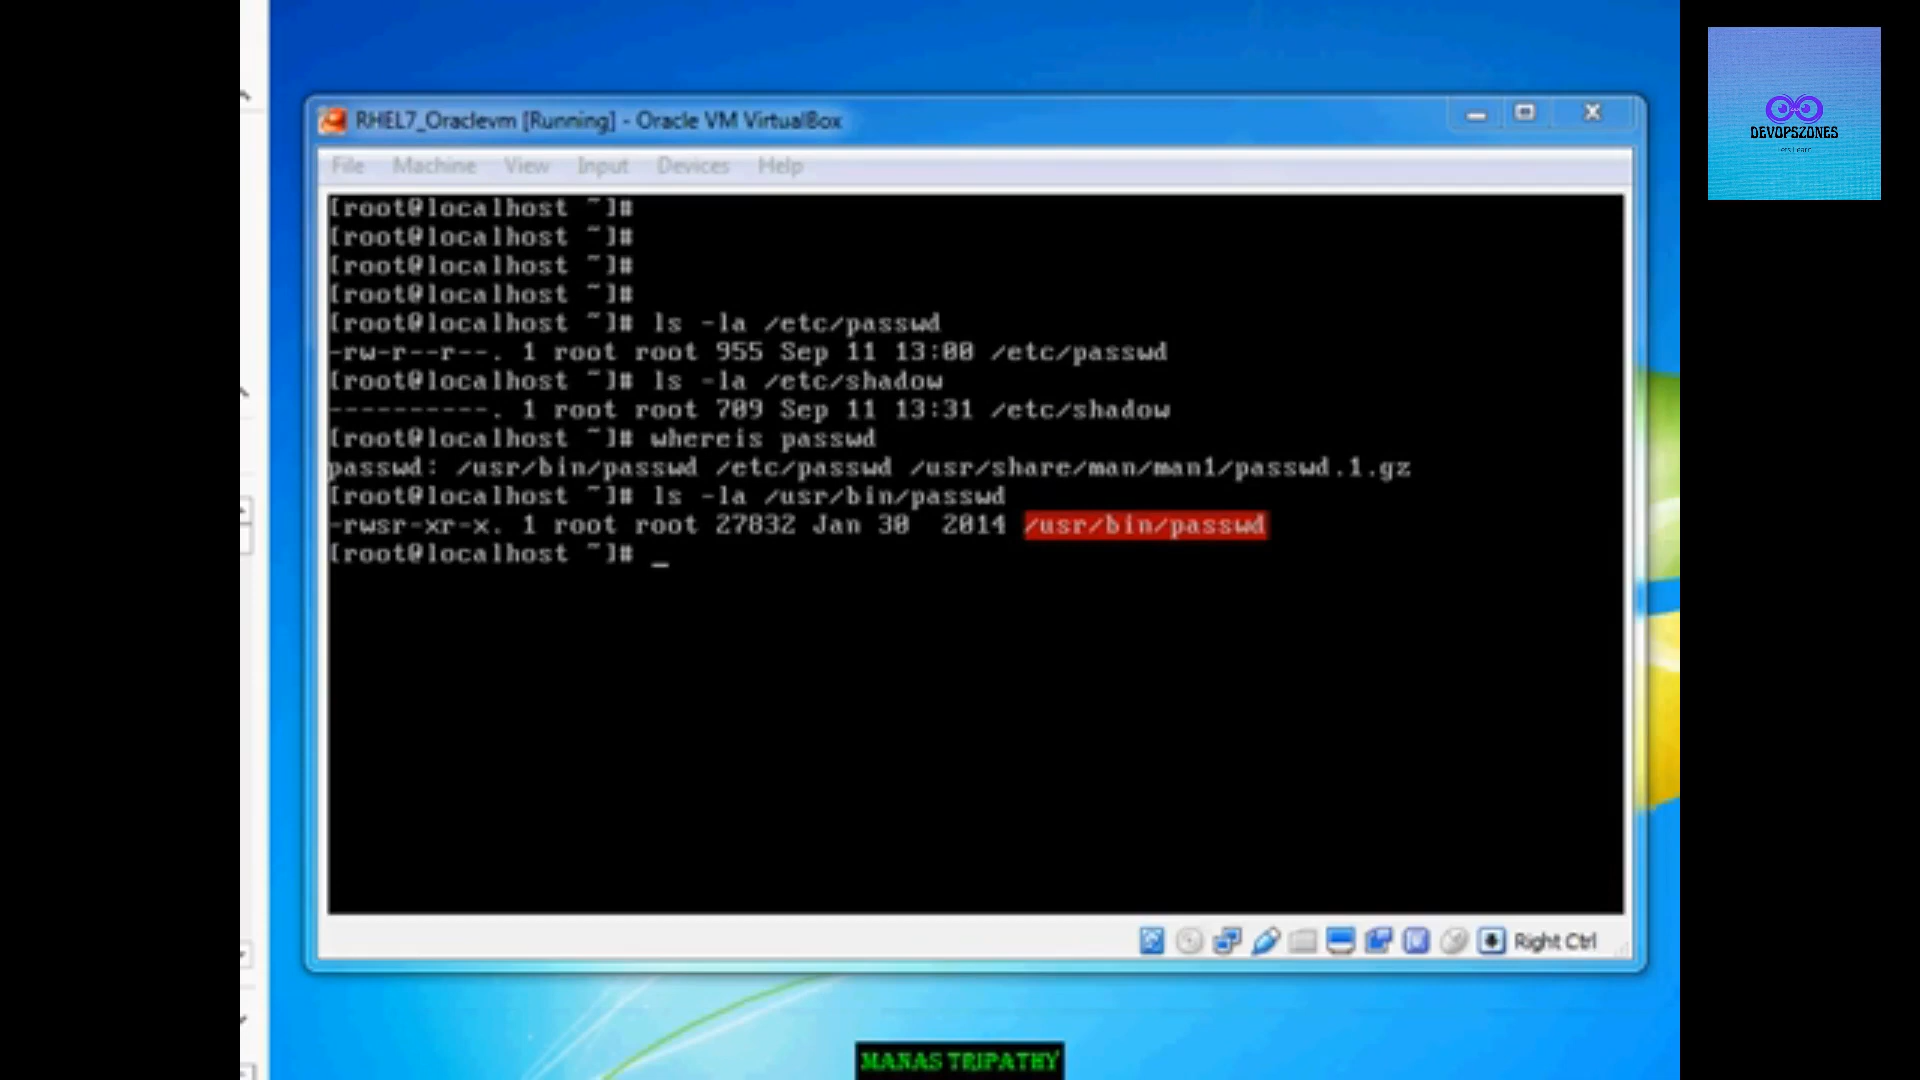 RHEL7_Oraclevm [Running] - Oracle VM VirtualBox
File Machine View Input Devices Help
[root@localhost ~]#
[root@localhost ~]#
[root@localhost ~]#
[root@localhost ~]#
[root@localhost ~]# ls -la /etc/passwd
-rw-r--r--. 1 root root 955 Sep 11 13:00 /etc/passwd
[root@localhost ~]# ls -la /etc/shadow
----------. 1 root root 709 Sep 11 13:31 /etc/shadow
[root@localhost ~]# whereis passwd
passwd: /usr/bin/passwd /etc/passwd /usr/share/man/man1/passwd.1.gz
[root@localhost ~]# ls -la /usr/bin/passwd
-rwsr-xr-x. 1 root root 27832 Jan 30  2014 /usr/bin/passwd
[root@localhost ~]# _
Right Ctrl
MANAS TRIPATHY
DEVOPSZONES